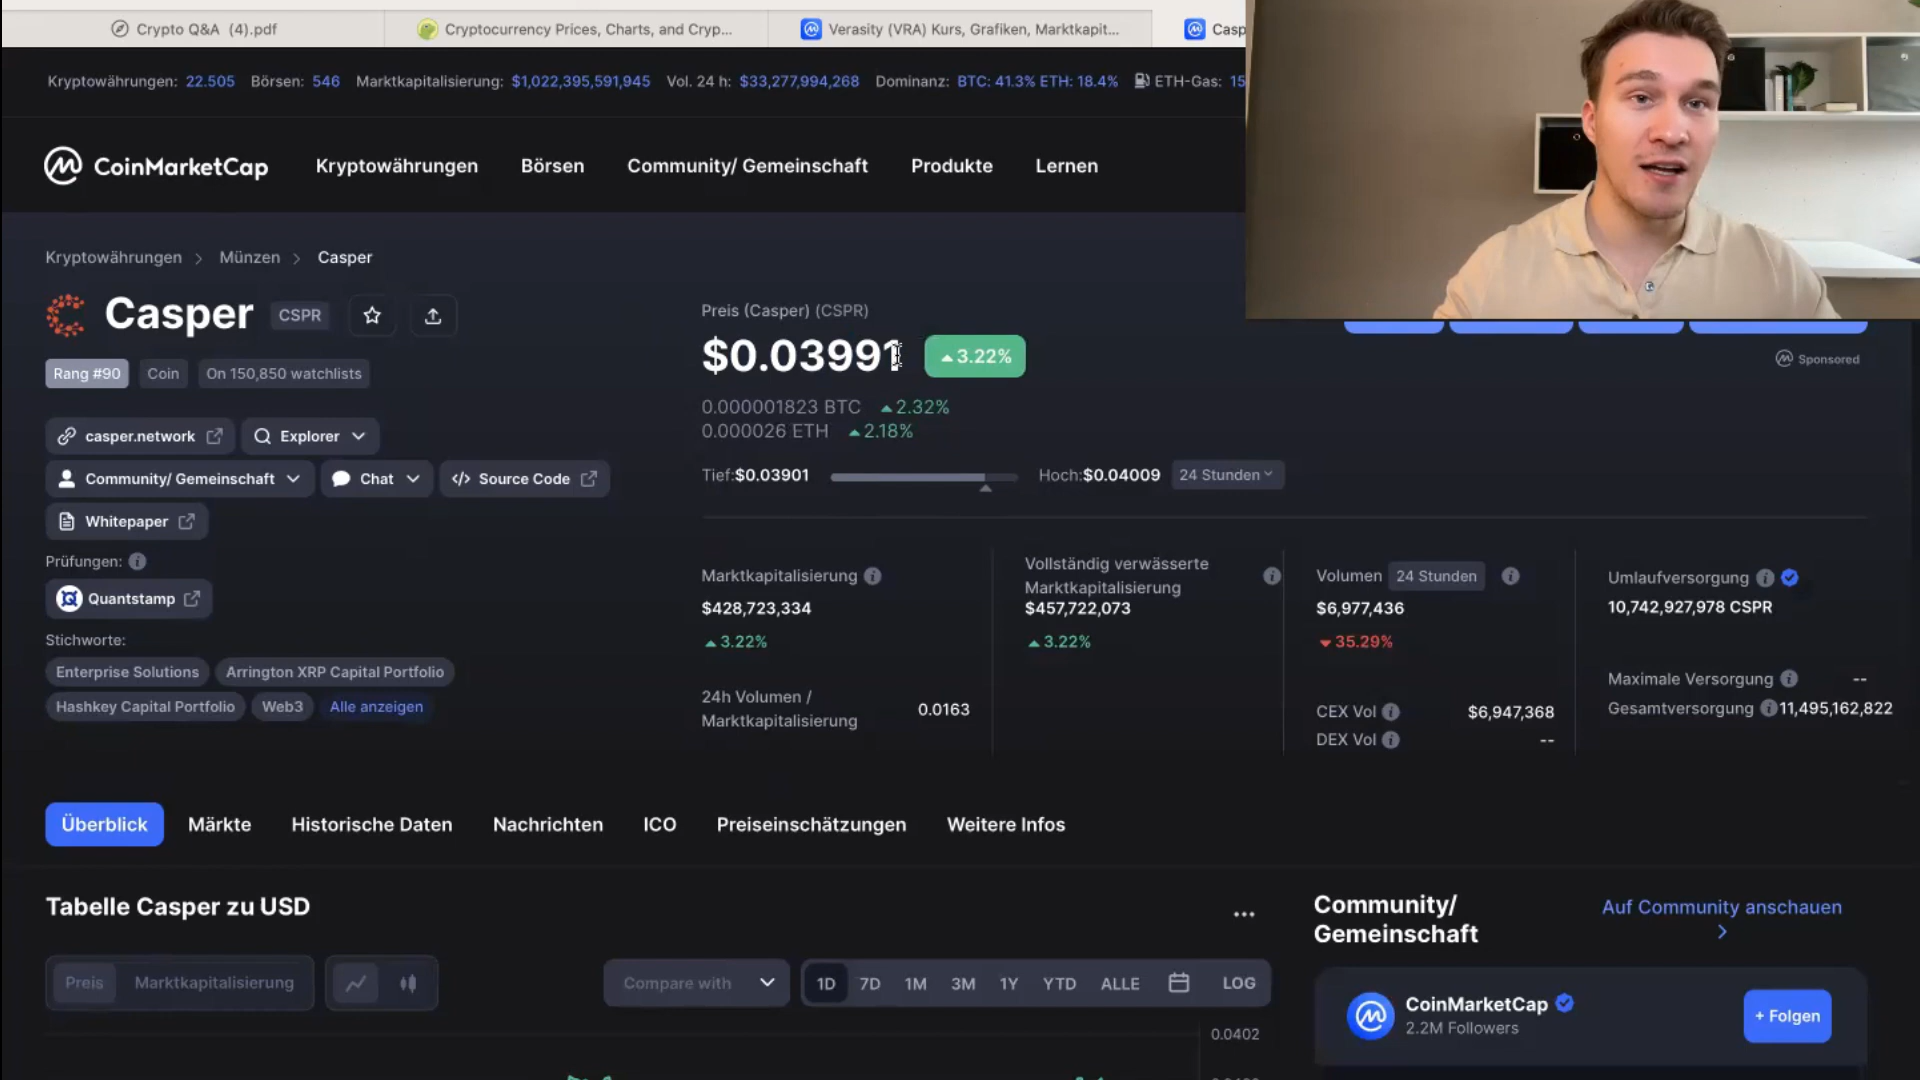 Crypto Q&A (4).pdf
Cryptocurrency Prices, Charts, and Cryp...
Verasity (VRA) Kurs, Grafiken, Marktkapit...
Casp
Kryptowährungen: 22.505 Börsen: 546 Marktkapitalisierung: $1,022,395,591,945 Vol. 24 h: $33,277,994,268 Dominanz: BTC: 41.3% ETH: 18.4% ETH-Gas: 15
CoinMarketCap Kryptowährungen Börsen Community/ Gemeinschaft Produkte Lernen
Kryptowährungen > Münzen > Casper
Casper CSPR
Rang #90 Coin On 150,850 watchlists
casper.network Explorer
Community/ Gemeinschaft Chat </> Source Code
Whitepaper
Prüfungen:
Quantstamp
Stichworte:
Enterprise Solutions Arrington XRP Capital Portfolio
Hashkey Capital Portfolio Web3 Alle anzeigen
Preis (Casper) (CSPR)
$0.03991 3.22%
0.000001823 BTC 2.32%
0.000026 ETH 2.18%
Tief:$0.03901 Hoch:$0.04009 24 Stunden
Sponsored
Marktkapitalisierung
$428,723,334
3.22%
24h Volumen /
Marktkapitalisierung
0.0163
Vollständig verwässerte
Marktkapitalisierung
$457,722,073
3.22%
Volumen 24 Stunden
$6,977,436
35.29%
CEX Vol $6,947,368
DEX Vol --
Umlaufversorgung
10,742,927,978 CSPR
Maximale Versorgung --
Gesamtversorgung 11,495,162,822
Überblick Märkte Historische Daten Nachrichten ICO Preiseinschätzungen Weitere Infos
Tabelle Casper zu USD
...
Preis Marktkapitalisierung
Compare with
1D 7D 1M 3M 1Y YTD ALLE LOG
0.0402
Community/
Gemeinschaft
Auf Community anschauen
>
CoinMarketCap
2.2M Followers
+ Folgen